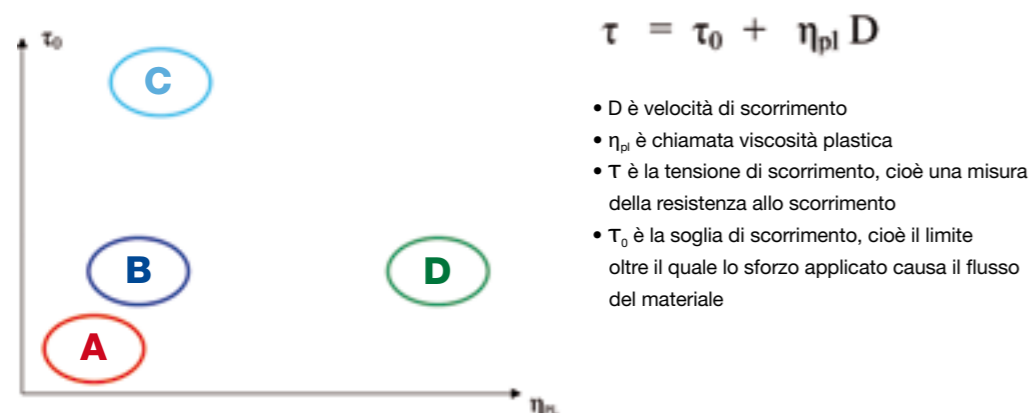 τ₀
C
B
D
A
ηₚₗ
τ = τ₀ + ηₚₗ D
• D è velocità di scorrimento
• ηₚₗ è chiamata viscosità plastica
• τ è la tensione di scorrimento, cioè una misura
della resistenza allo scorrimento
• τ₀ è la soglia di scorrimento, cioè il limite
oltre il quale lo sforzo applicato causa il flusso
del materiale